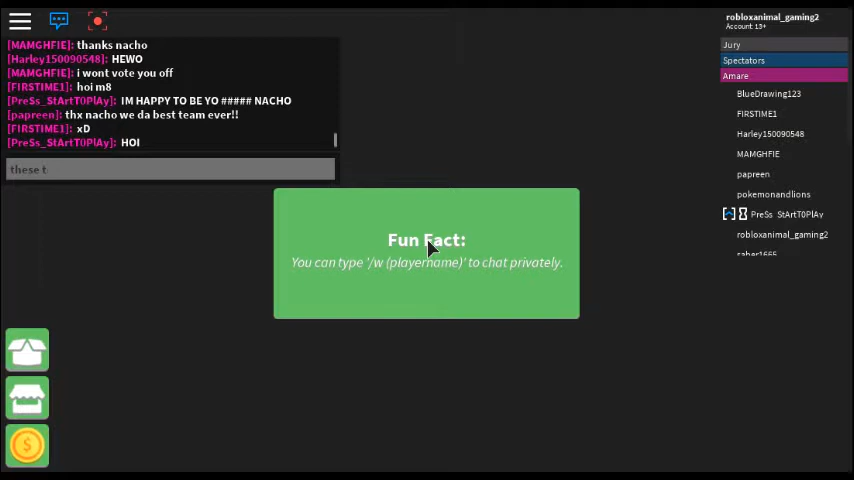 robloxanimal_gaming2
Account: 13+
[MAMGHFIE]: thanks nacho
[Harley150090548]: HEWO
[MAMGHFIE]: i wont vote you off
[FIRSTIME1]: hoi m8
[PreSs_StArtT0PlAy]: IM HAPPY TO BE YO ##### NACHO
[papreen]: thx nacho we da best team ever!!
[FIRSTIME1]: xD
[PreSs_StArtT0PlAy]: HOI
these t
Fun Fact:
You can type '/w (playername)' to chat privately.
Jury
Spectators
Amare
BlueDrawing123
FIRSTIME1
Harley150090548
MAMGHFIE
papreen
pokemonandlions
PreSs_StArtT0PlAy
robloxanimal_gaming2
saber1665